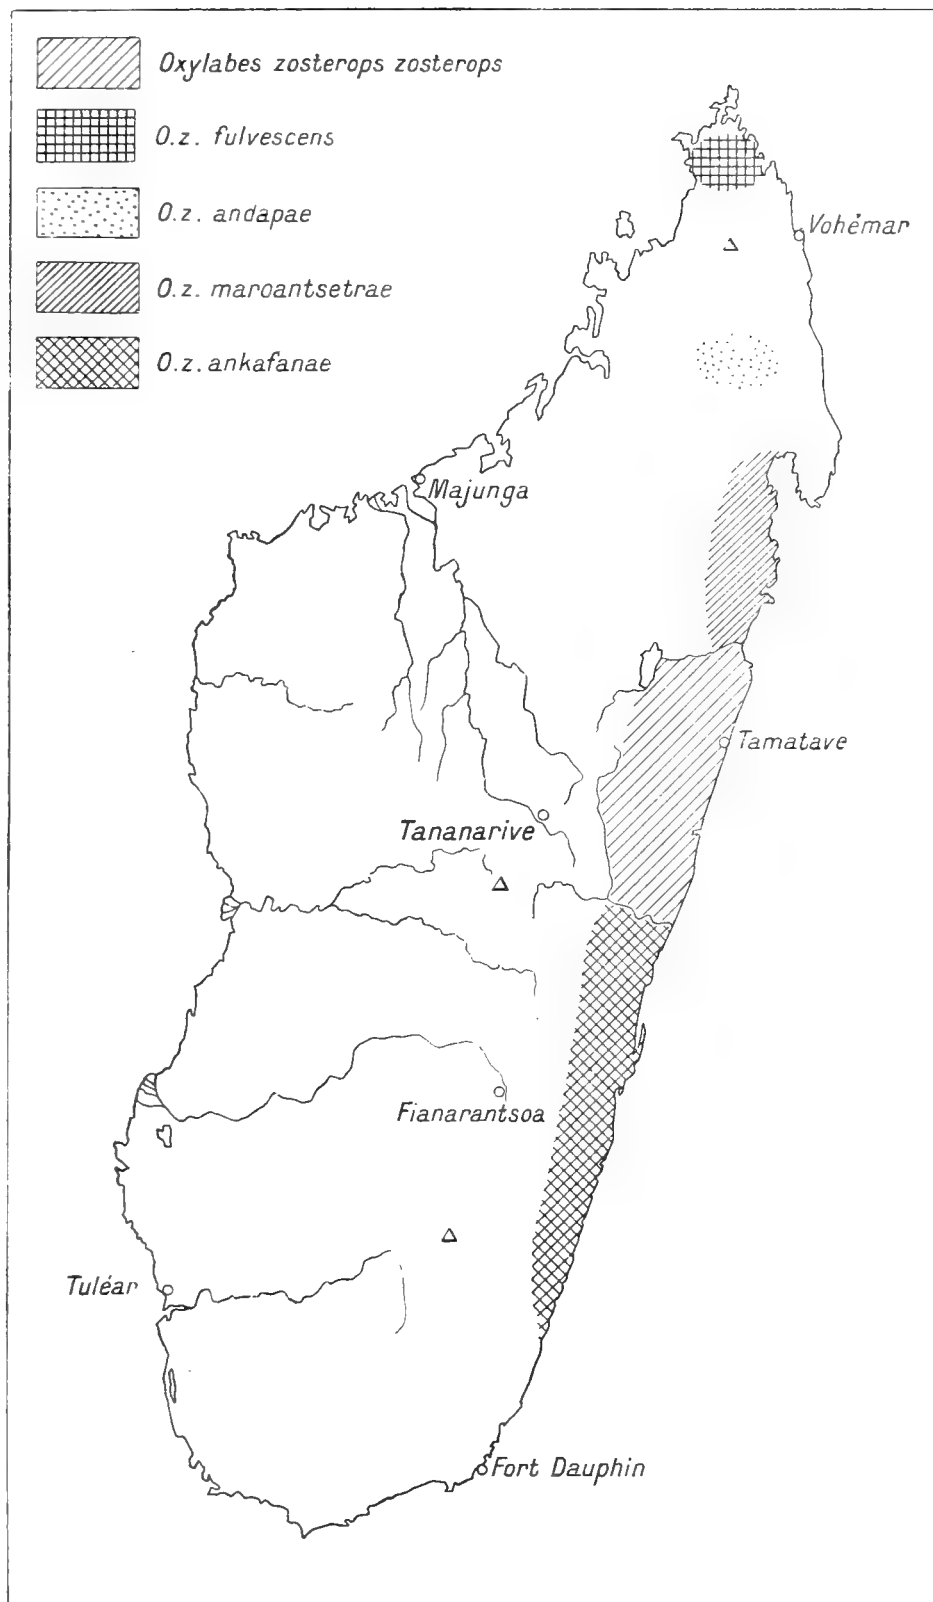 Oxylabes zosterops zosterops
O.z. fulvescens
O.z. andapae
O.z. maroantsetrae
O.z. ankafanae
Vohémar
Majunga
Tamatave
Tananarive
Fianarantsoa
Tuléar
Fort Dauphin